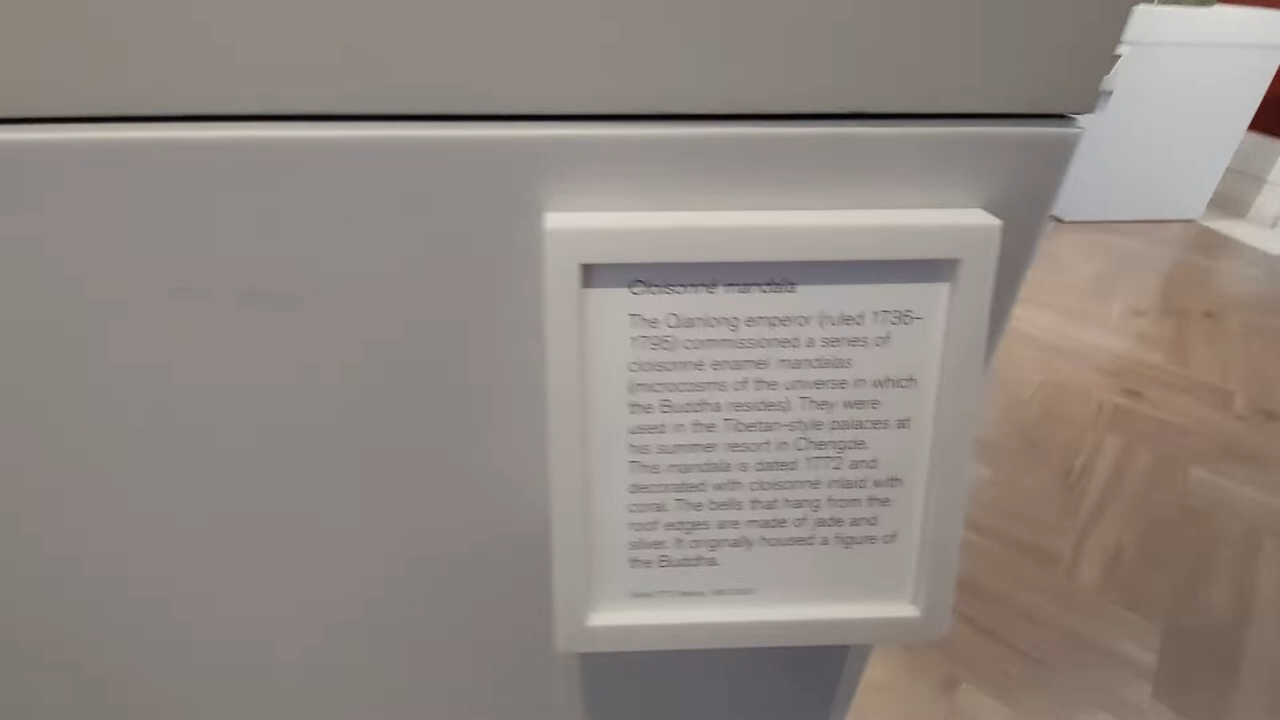 Cloisonné mandala
The Qianlong emperor (ruled 1736–
1795) commissioned a series of
cloisonné enamel mandalas
(microcosms of the universe in which
the Buddha resides). They were
used in the Tibetan-style palaces at
his summer resort in Chengde.
This mandala is dated 1772 and
decorated with cloisonné inlaid with
coral. The bells that hang from the
roof edges are made of jade and
silver. It originally housed a figure of
the Buddha.